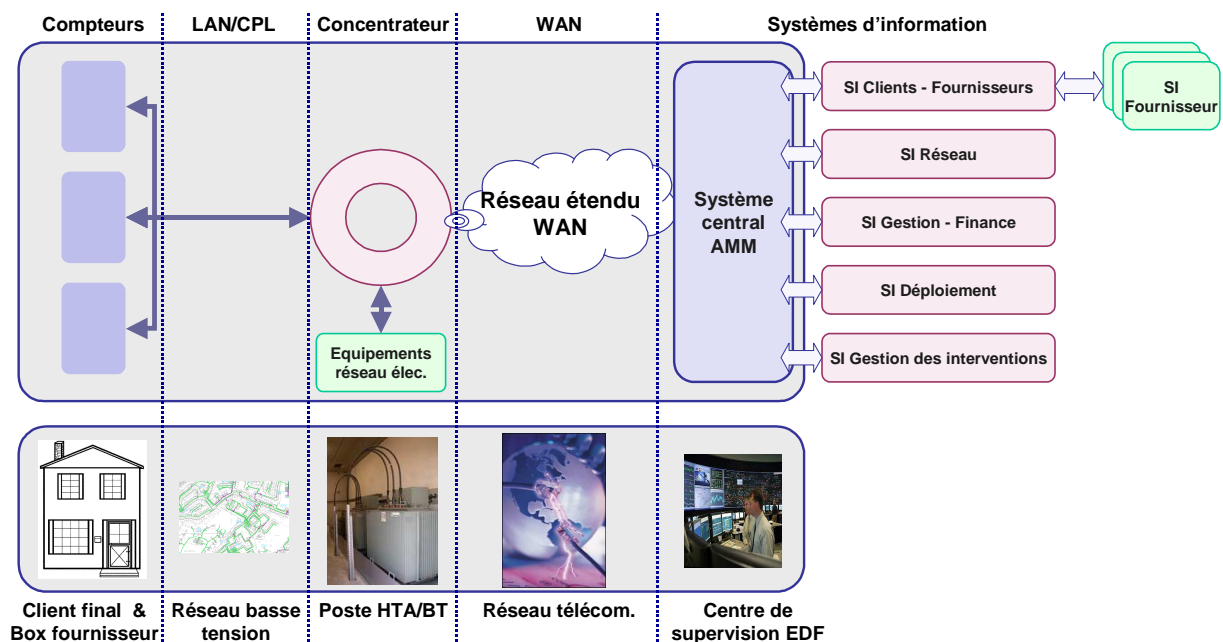 Compteurs
LAN/CPL
Concentrateur
WAN
Systèmes d'information
SI Clients - Fournisseurs
SI
Fournisseur
SI Réseau
Réseau étendu
WAN
Système
central
AMM
SI Gestion - Finance
SI Déploiement
Equipements
réseau élec.
SI Gestion des interventions
Client final &
Box fournisseur
Réseau basse
tension
Poste HTA/BT
Réseau télécom.
Centre de
supervision EDF